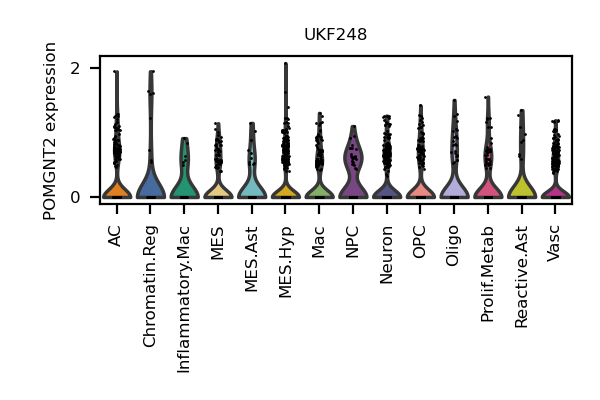 UKF248
POMGNT2 expression
2
0
AC
Chromatin.Reg
Inflammatory.Mac
MES
MES.Ast
MES.Hyp
Mac
NPC
Neuron
OPC
Oligo
Prolif.Metab
Reactive.Ast
Vasc